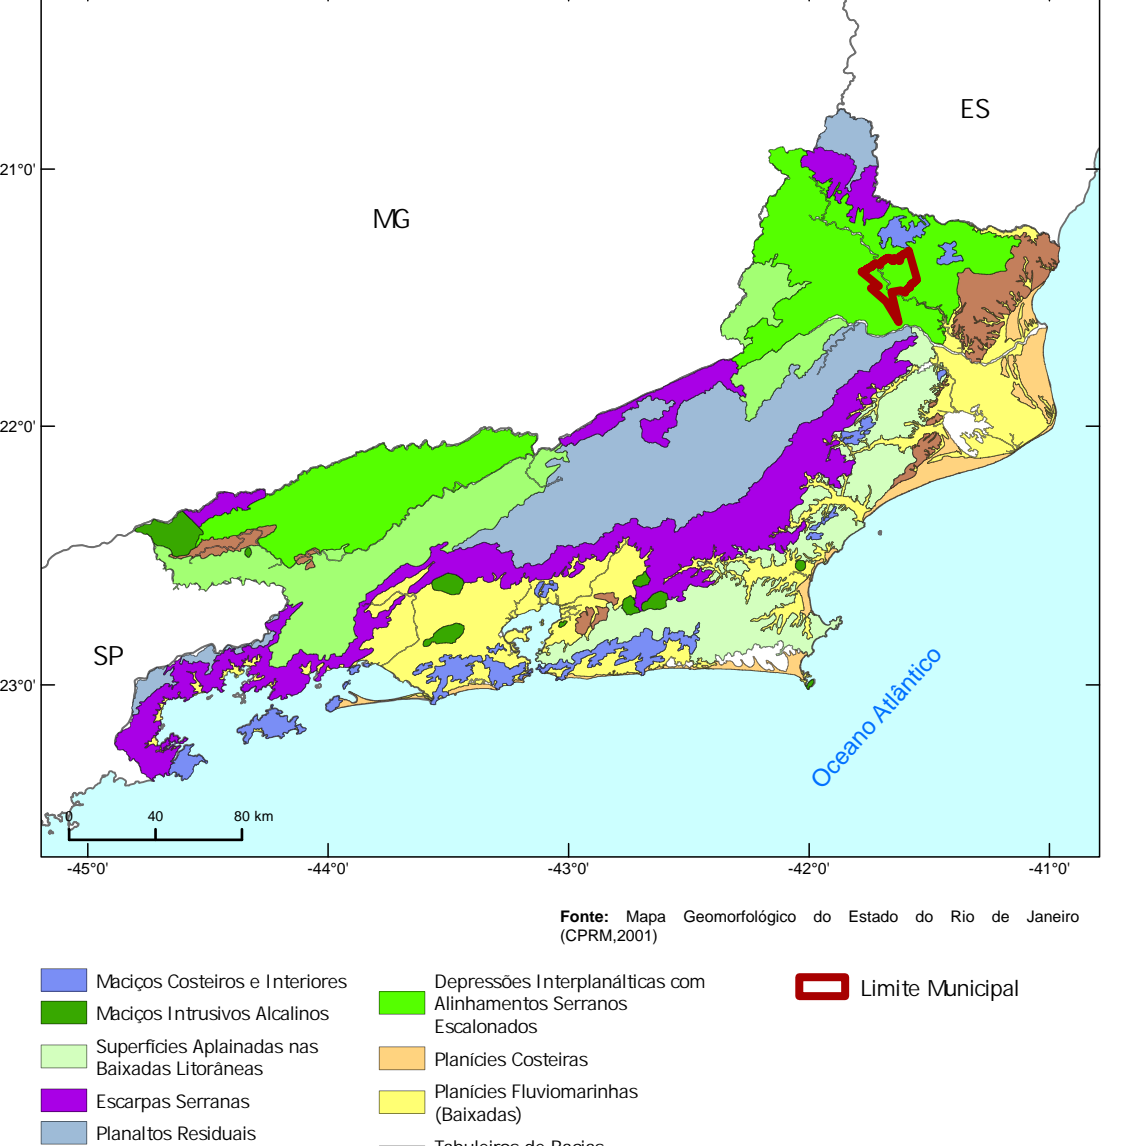 ES
21°0'
MG
22°0'
SP
23°0'
Oceano Atlântico
0 40 80 km
-45°0' -44°0' -43°0' -42°0' -41°0'
Fonte: Mapa Geomorfológico do Estado do Rio de Janeiro
(CPRM,2001)
Maciços Costeiros e Interiores
Maciços Intrusivos Alcalinos
Superfícies Aplainadas nas
Baixadas Litorâneas
Escarpas Serranas
Planaltos Residuais
Depressões Interplanálticas com
Alinhamentos Serranos
Escalonados
Planícies Costeiras
Planícies Fluviomarinhas
(Baixadas)
Tabuleiros de Bacias
Limite Municipal